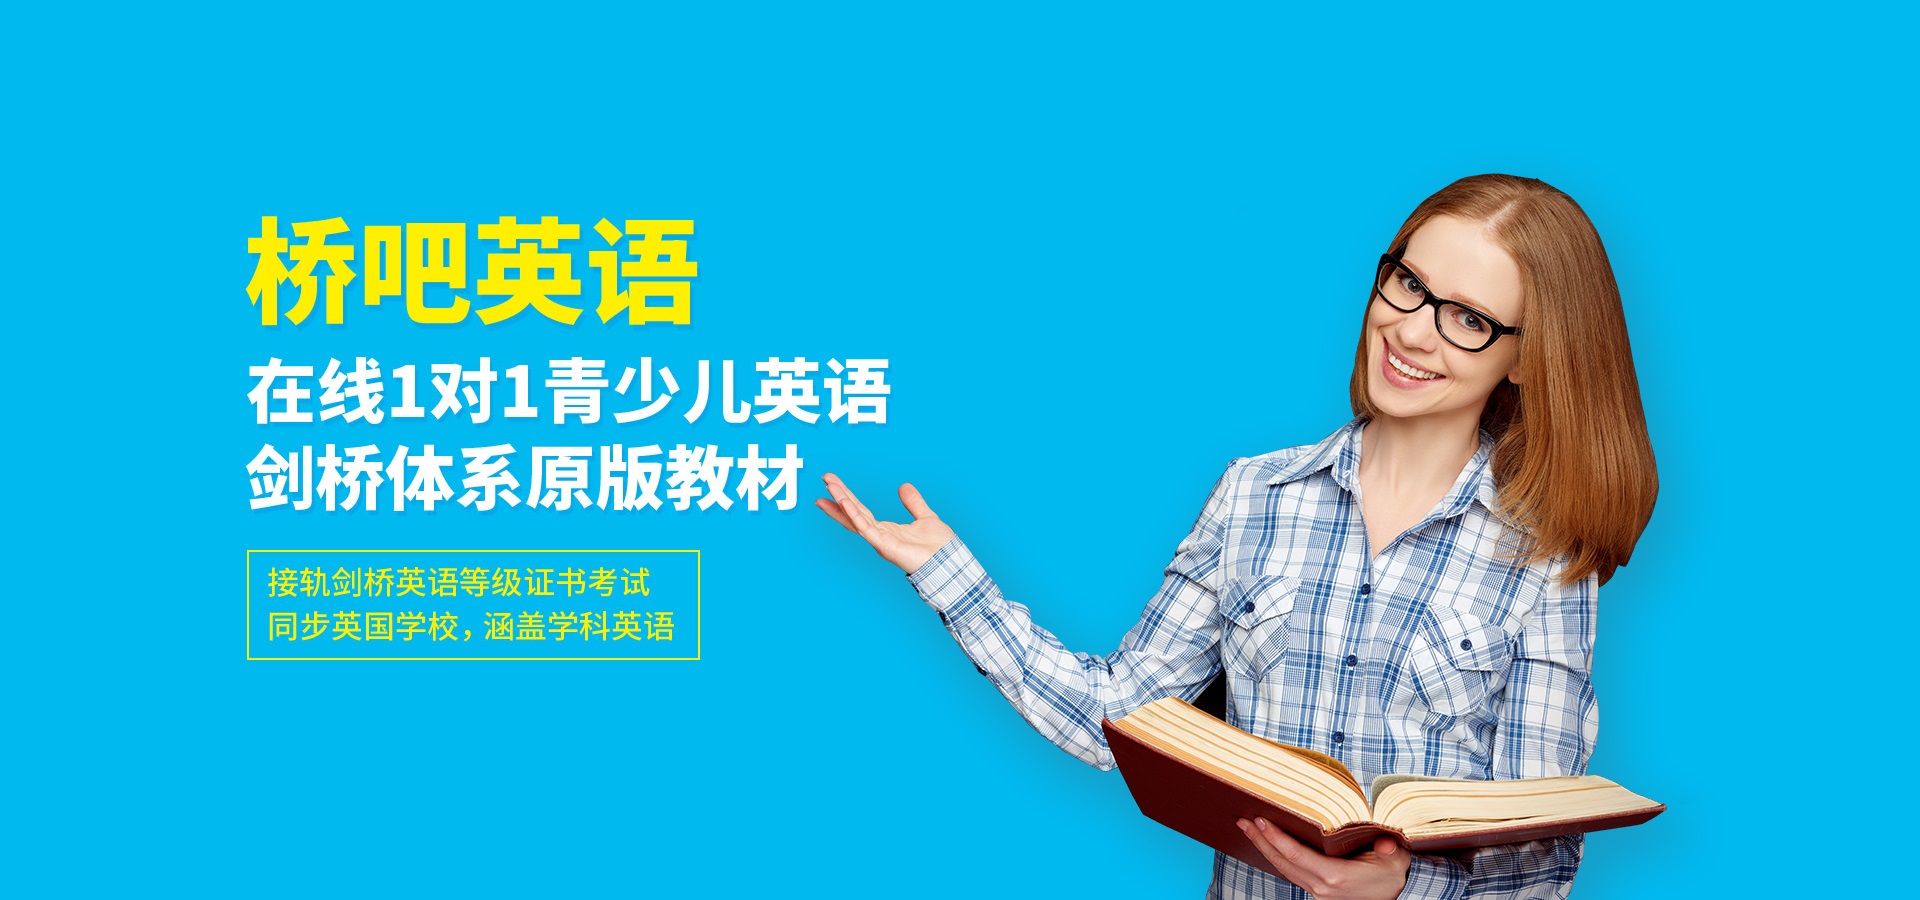 桥吧英语
在线1对1青少儿英语
剑桥体系原版教材
接轨剑桥英语等级证书考试
同步英国学校，涵盖学科英语